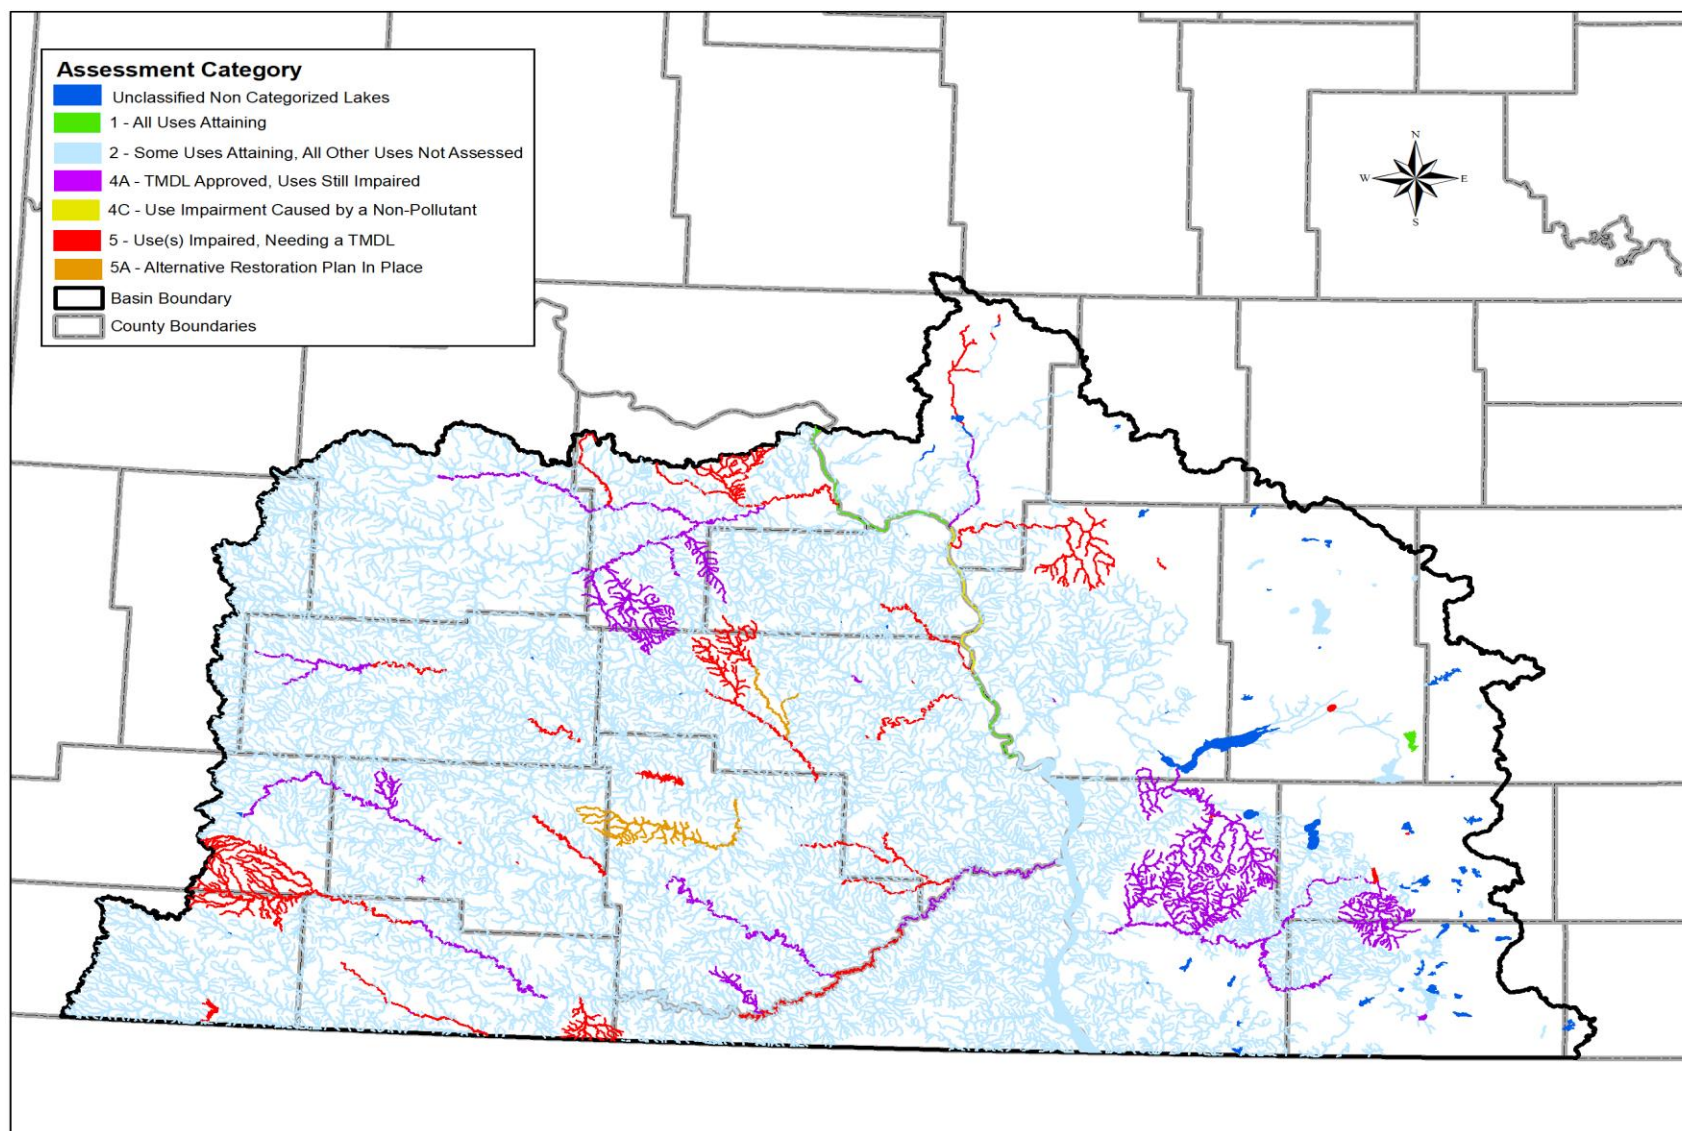 Assessment Category
Unclassified Non Categorized Lakes
1 - All Uses Attaining
2 - Some Uses Attaining, All Other Uses Not Assessed
4A - TMDL Approved, Uses Still Impaired
4C - Use Impairment Caused by a Non-Pollutant
5 - Use(s) Impaired, Needing a TMDL
5A - Alternative Restoration Plan In Place
Basin Boundary
County Boundaries
N
W
E
S